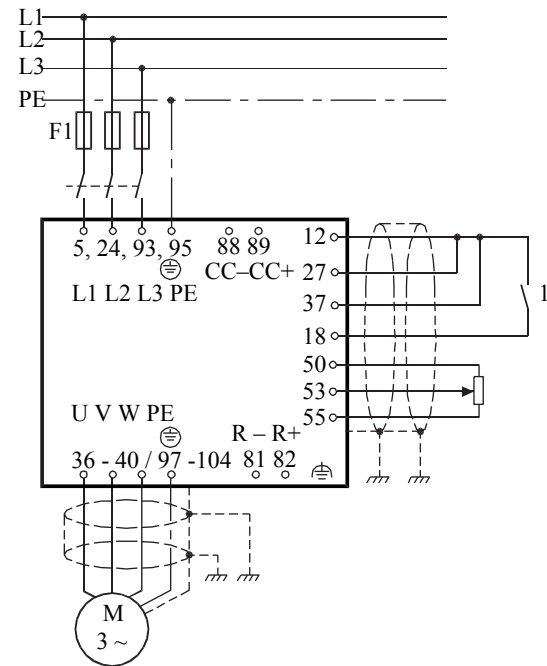 L1
L2
L3
PE
F1
5, 24, 93, 95
88 89
CC–CC+
L1 L2 L3 PE
12
27
37
18
50
53
55
1
U V W PE
R – R+
36 - 40 / 97 -104
81 82
M
3 ~